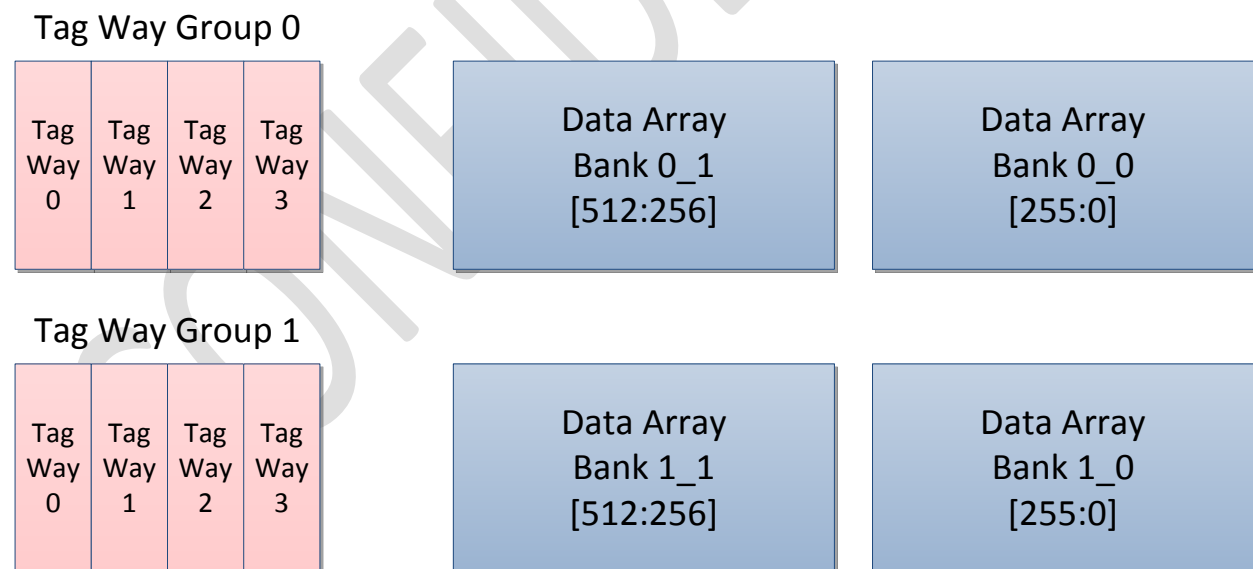 Tag Way Group 0
Tag Way 0
Tag Way 1
Tag Way 2
Tag Way 3
Data Array
Bank 0_1
[512:256]
Data Array
Bank 0_0
[255:0]
Tag Way Group 1
Tag Way 0
Tag Way 1
Tag Way 2
Tag Way 3
Data Array
Bank 1_1
[512:256]
Data Array
Bank 1_0
[255:0]